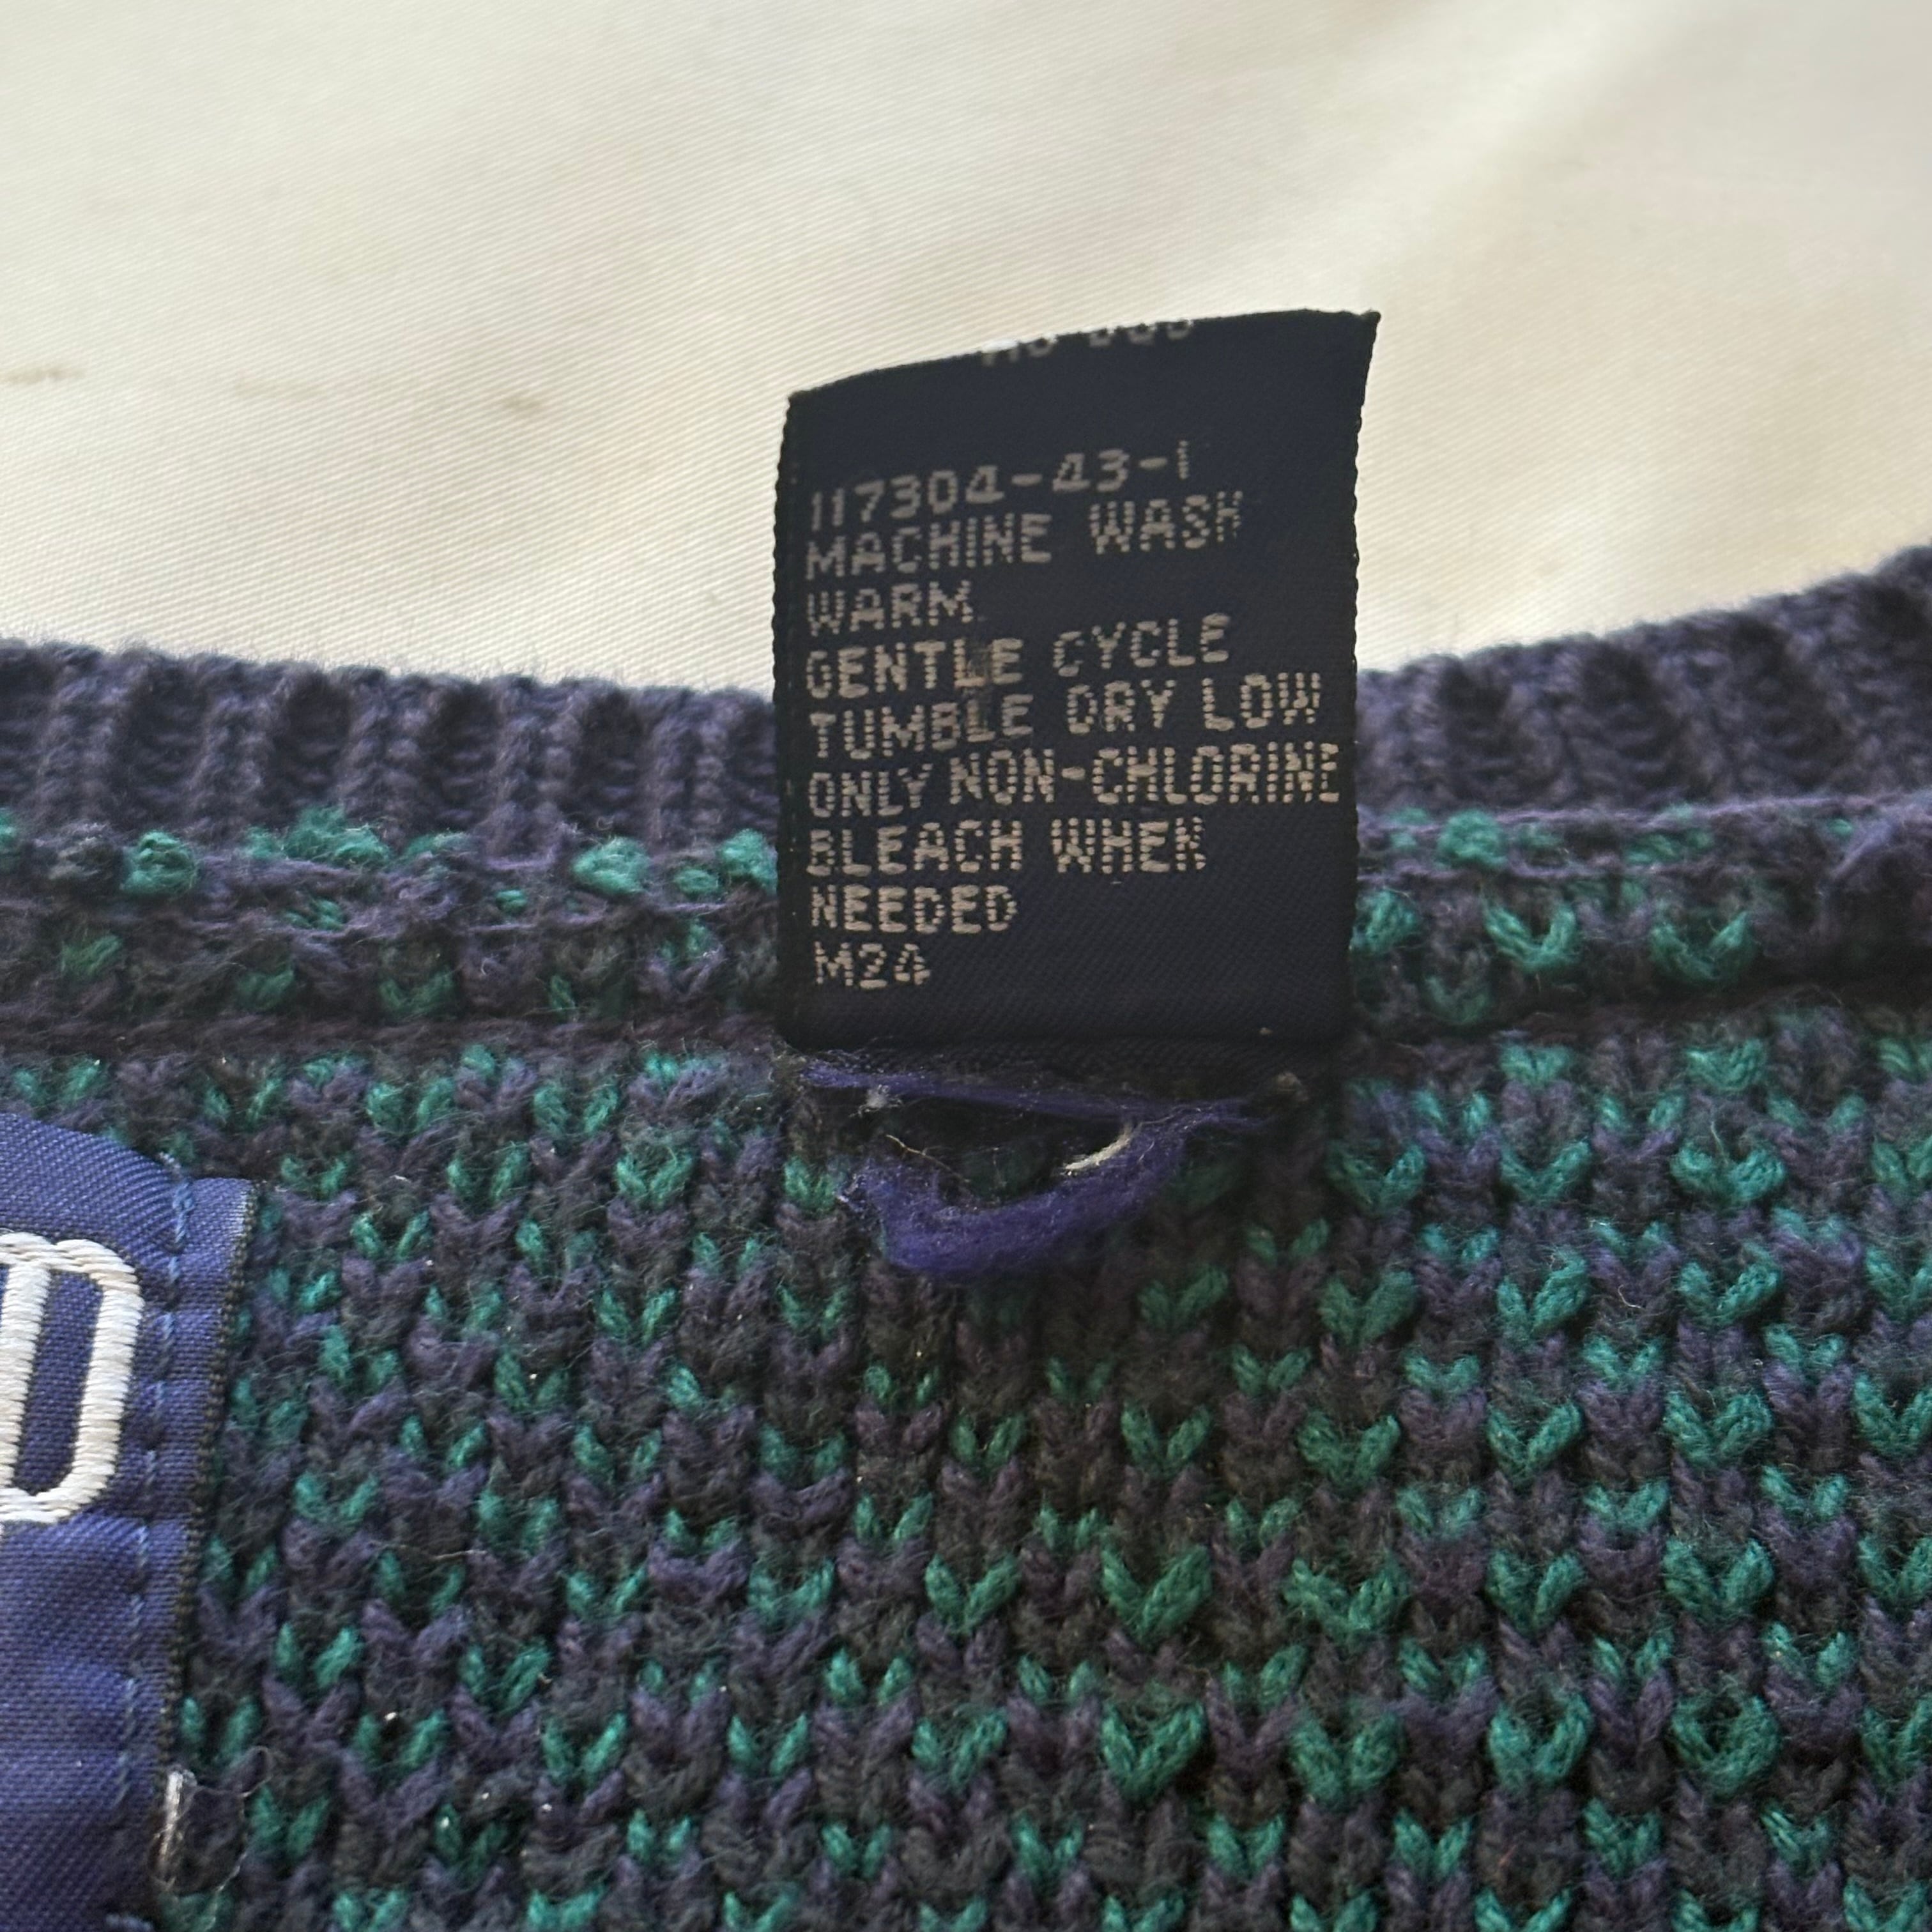 117304-43-1
MACHINE WASH
WARM
GENTLE CYCLE
TUMBLE DRY LOW
ONLY NON-CHLORINE
BLEACH WHEN
NEEDED
M24